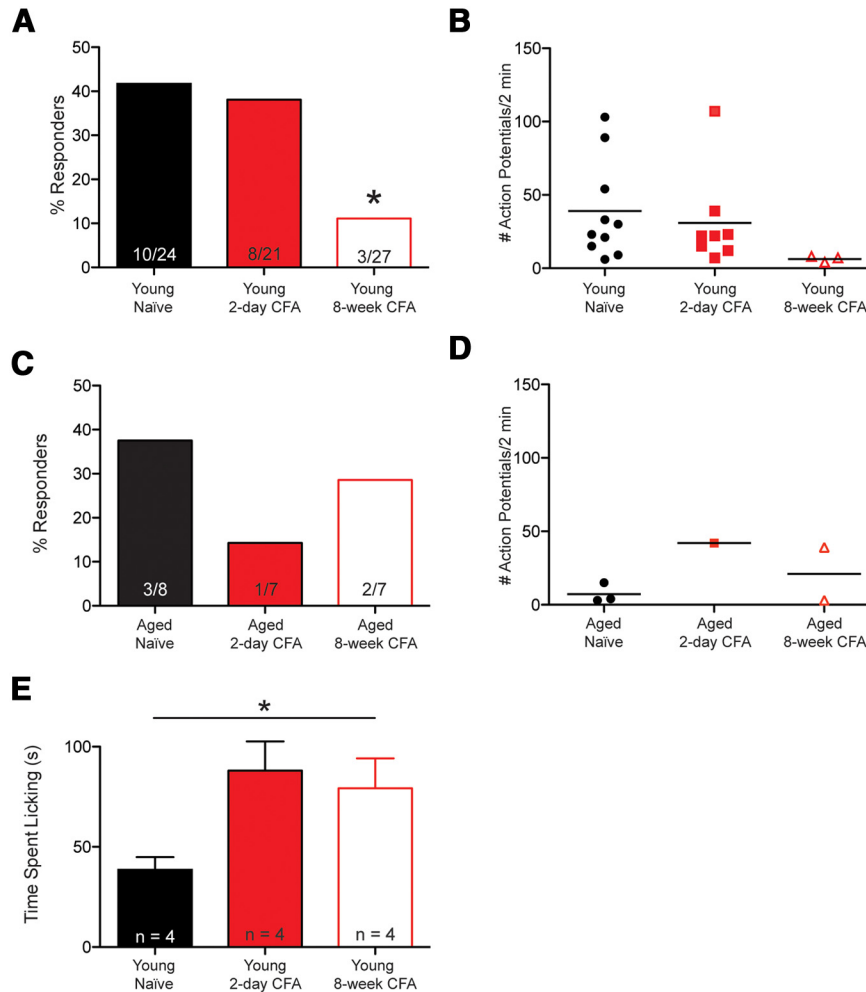 A
% Responders
50
40
30
20
10
0
10/24
8/21
*
3/27
Young
Naïve
Young
2-day CFA
Young
8-week CFA
B
# Action Potentials/2 min
150
100
50
0
Young
Naïve
Young
2-day CFA
Young
8-week CFA
C
% Responders
50
40
30
20
10
0
3/8
1/7
2/7
Aged
Naïve
Aged
2-day CFA
Aged
8-week CFA
D
# Action Potentials/2 min
150
100
50
0
Aged
Naïve
Aged
2-day CFA
Aged
8-week CFA
E
Time Spent Licking (s)
*
100
50
0
n = 4
n = 4
n = 4
Young
Naïve
Young
2-day CFA
Young
8-week CFA